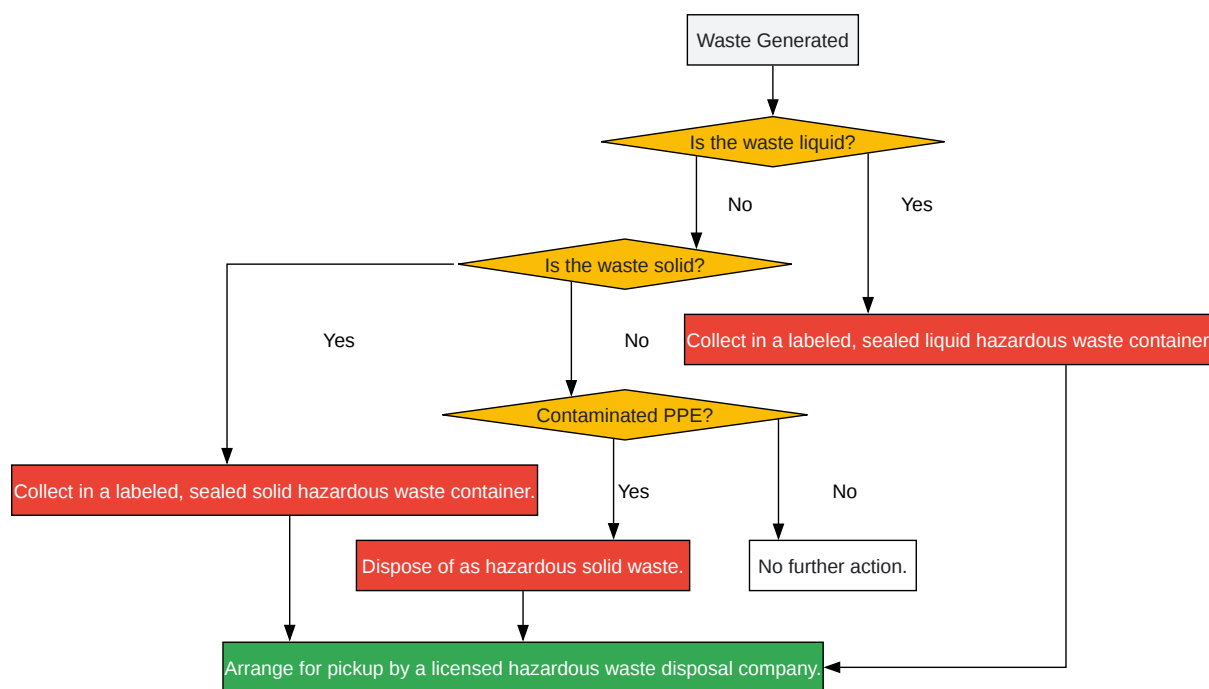 Waste Generated
Is the waste liquid?
No
Yes
Is the waste solid?
Yes
No
Collect in a labeled, sealed liquid hazardous waste container
Contaminated PPE?
Collect in a labeled, sealed solid hazardous waste container.
Yes
No
Dispose of as hazardous solid waste.
No further action.
Arrange for pickup by a licensed hazardous waste disposal company.